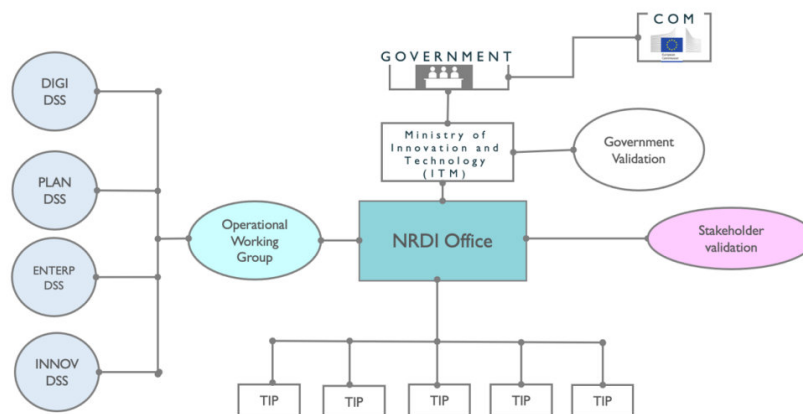 COM
GOVERNMENT
DIGI
DSS
Ministry of
Innovation and
Technology
(ITM)
Government
Validation
PLAN
DSS
Operational
Working
Group
NRDI Office
Stakeholder
validation
ENTERP
DSS
INNOV
DSS
TIP
TIP
TIP
TIP
TIP